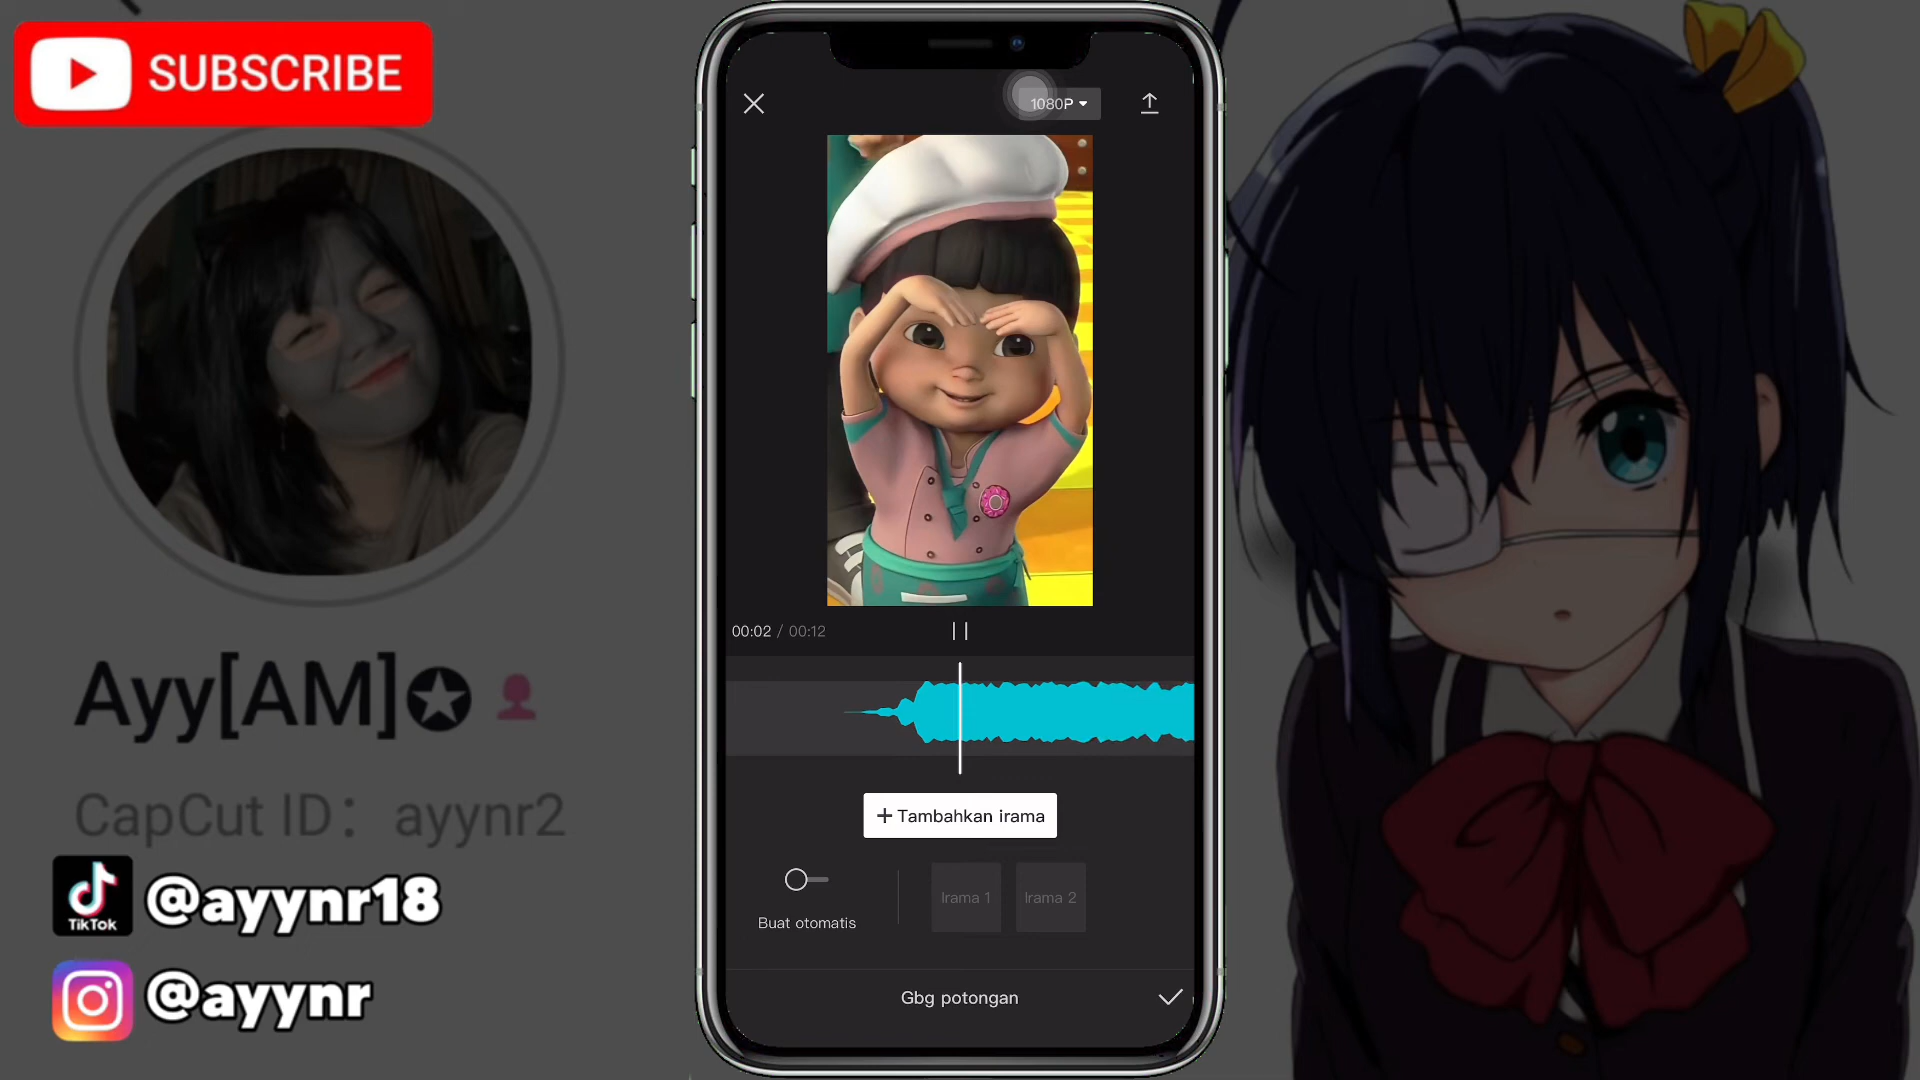 SUBSCRIBE
Ayy[AM]✪
CapCut ID: ayynr2
TikTok
@ayynr18
@ayynr
1080P
00:02 / 00:12
+ Tambahkan irama
Buat otomatis
Irama 1
Irama 2
Gbg potongan